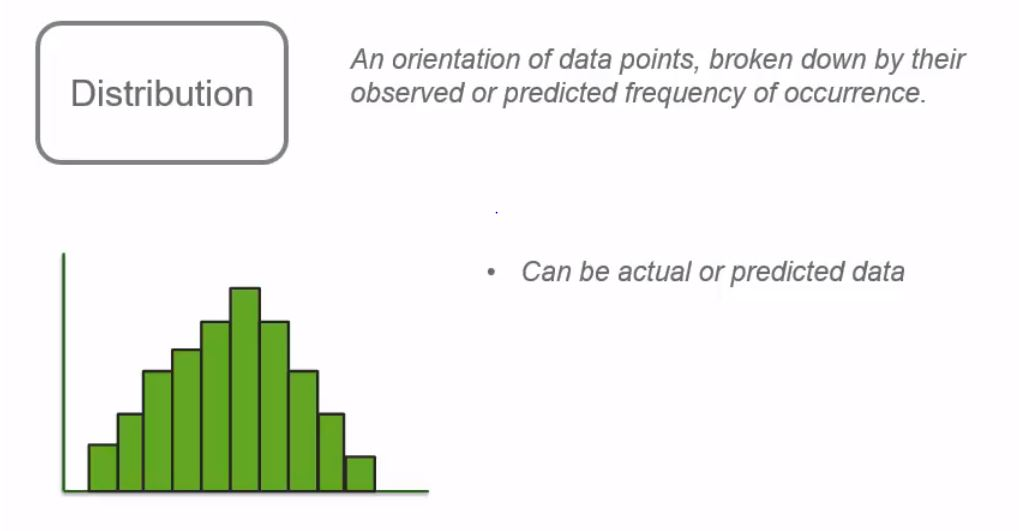 Distribution
An orientation of data points, broken down by their
observed or predicted frequency of occurrence.
• Can be actual or predicted data